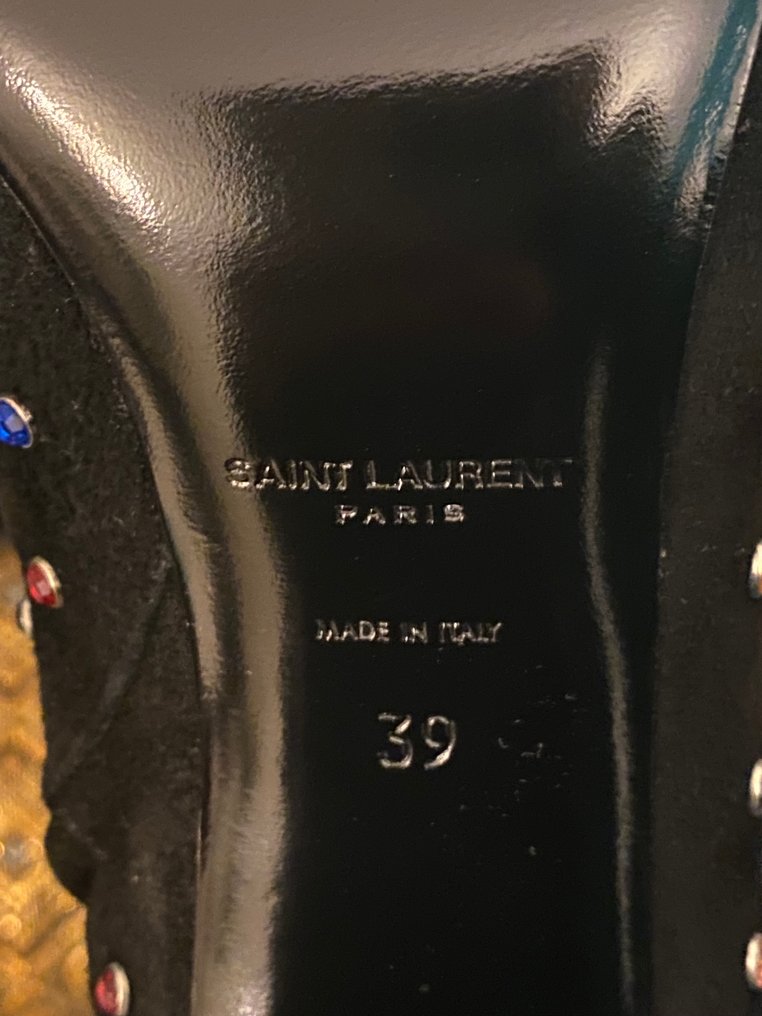 SAINT LAURENT
PARIS
MADE IN ITALY
39